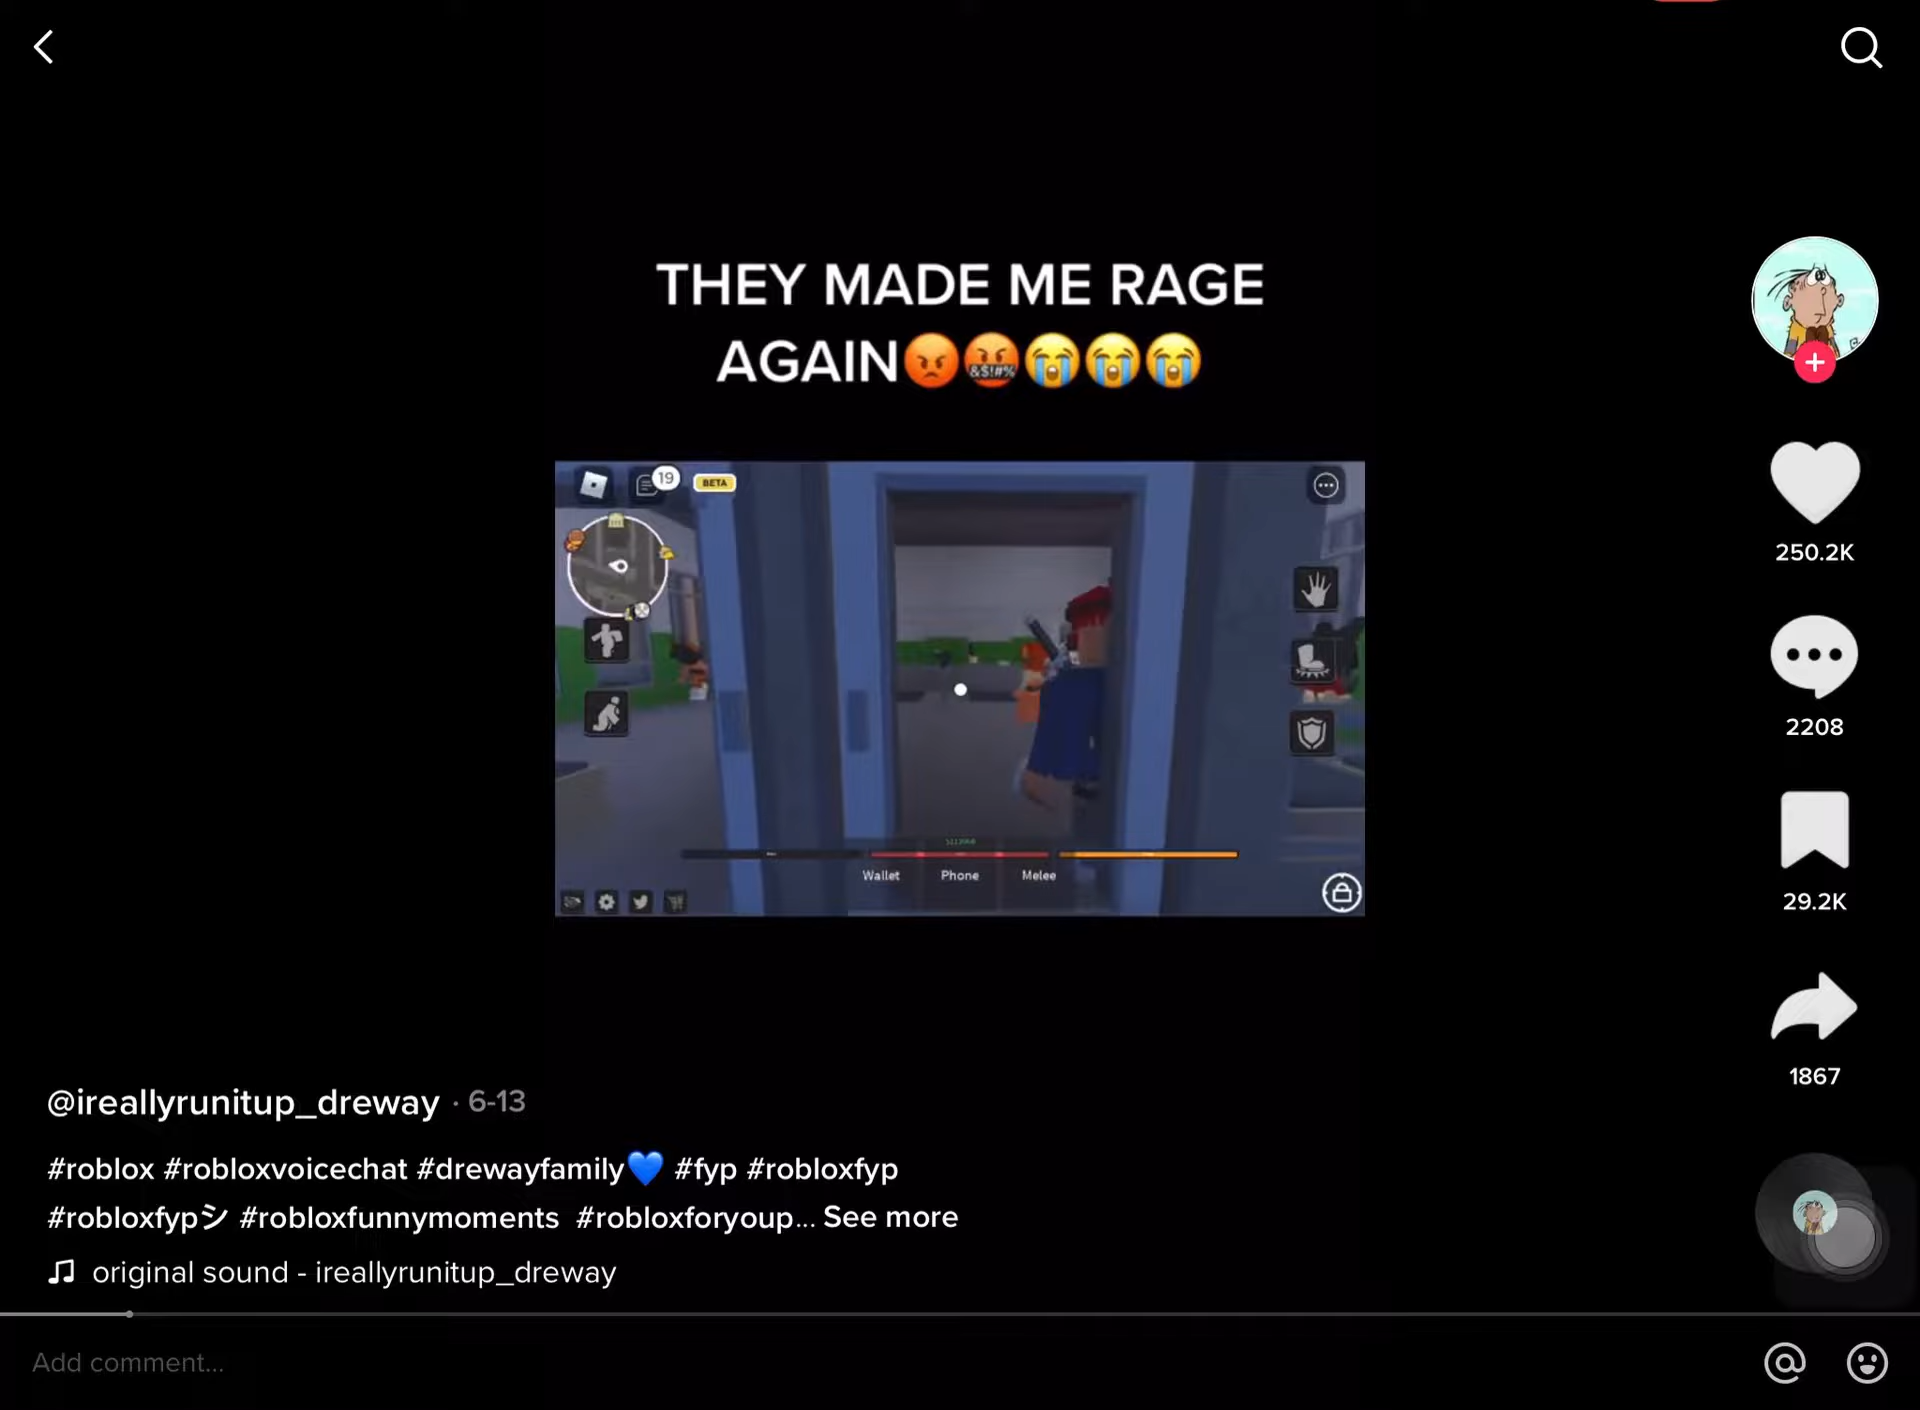 THEY MADE ME RAGE
AGAIN😡🤬😭😭😭
19
BETA
Wallet Phone Melee
250.2K
2208
29.2K
1867
@ireallyrunitup_dreway · 6-13
#roblox #robloxvoicechat #drewayfamily💙 #fyp #robloxfyp
#robloxfypシ #robloxfunnymoments #robloxforyoup... See more
original sound - ireallyrunitup_dreway
Add comment...